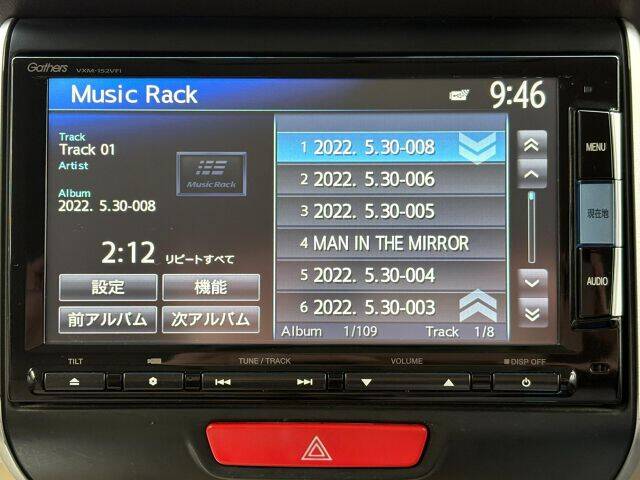 Gathers VXM-152VFi
Music Rack
9:46
Track
Track 01
Artist
Album
2022. 5.30-008
MusicRack
2:12 リピートすべて
設定 機能
前アルバム 次アルバム
1 2022. 5.30-008
2 2022. 5.30-006
3 2022. 5.30-005
4 MAN IN THE MIRROR
5 2022. 5.30-004
6 2022. 5.30-003
Album 1/109 Track 1/8
MENU
現在地
AUDIO
TILT TUNE / TRACK VOLUME DISP OFF